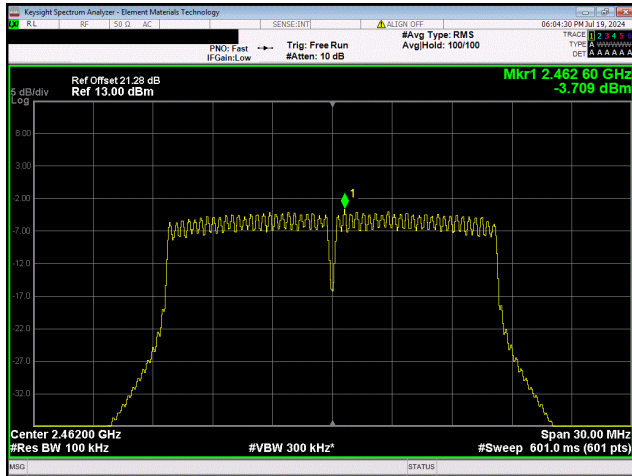 Keysight Spectrum Analyzer - Element Materials Technology
RL RF 50 Ω AC SENSE:INT ALIGN OFF 06:04:30 PM Jul 19, 2024
#Avg Type: RMS TRACE 1 2 3 4 5 6
PNO: Fast Trig: Free Run Avg|Hold: 100/100 TYPE A WWWWW
IFGain:Low #Atten: 10 dB DET A A A A A A
Mkr1 2.462 60 GHz
Ref Offset 21.28 dB
5 dB/div Ref 13.00 dBm -3.709 dBm
Log
8.00
3.00
1
-2.00
-7.00
-12.0
-17.0
-22.0
-27.0
-32.0
Center 2.46200 GHz Span 30.00 MHz
#Res BW 100 kHz #VBW 300 kHz* #Sweep 601.0 ms (601 pts)
MSG STATUS